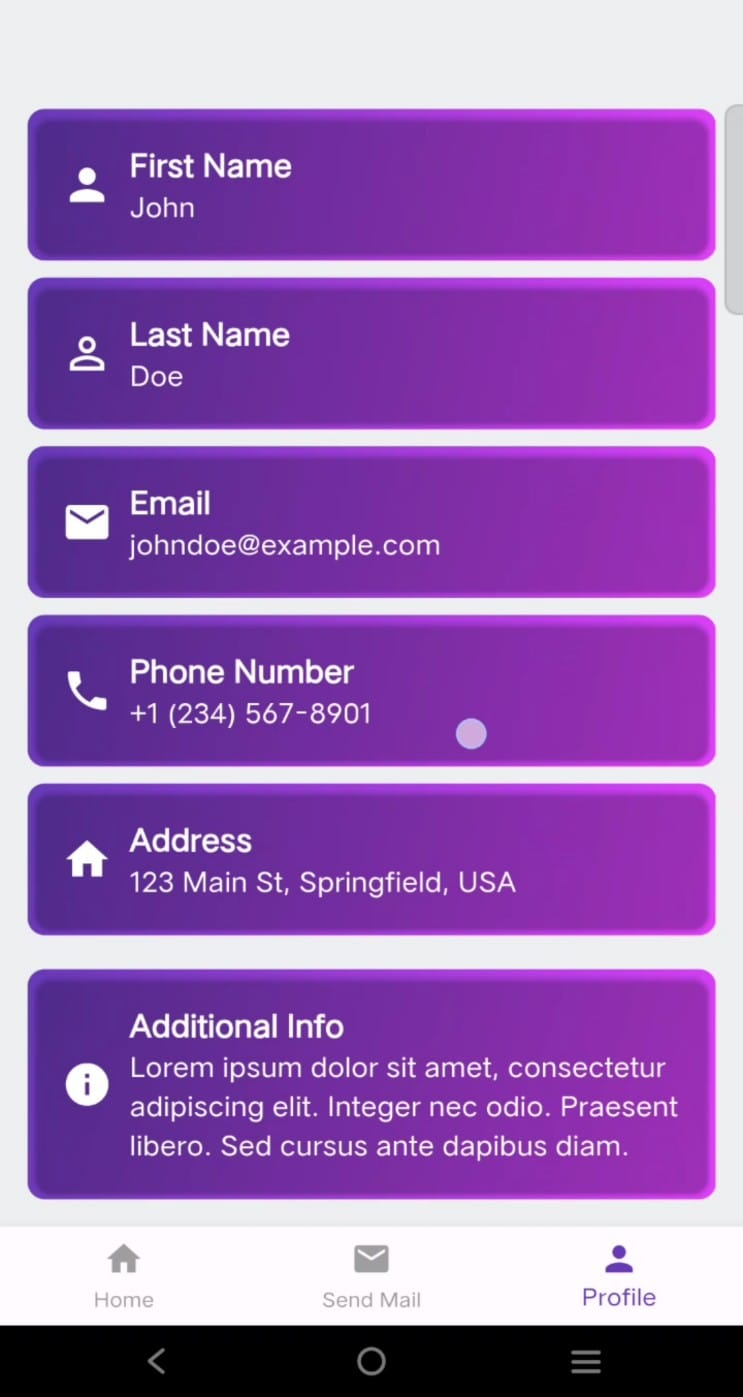 First Name
John
Last Name
Doe
Email
johndoe@example.com
Phone Number
+1 (234) 567-8901
Address
123 Main St, Springfield, USA
Additional Info
Lorem ipsum dolor sit amet, consectetur
adipiscing elit. Integer nec odio. Praesent
libero. Sed cursus ante dapibus diam.
Home
Send Mail
Profile